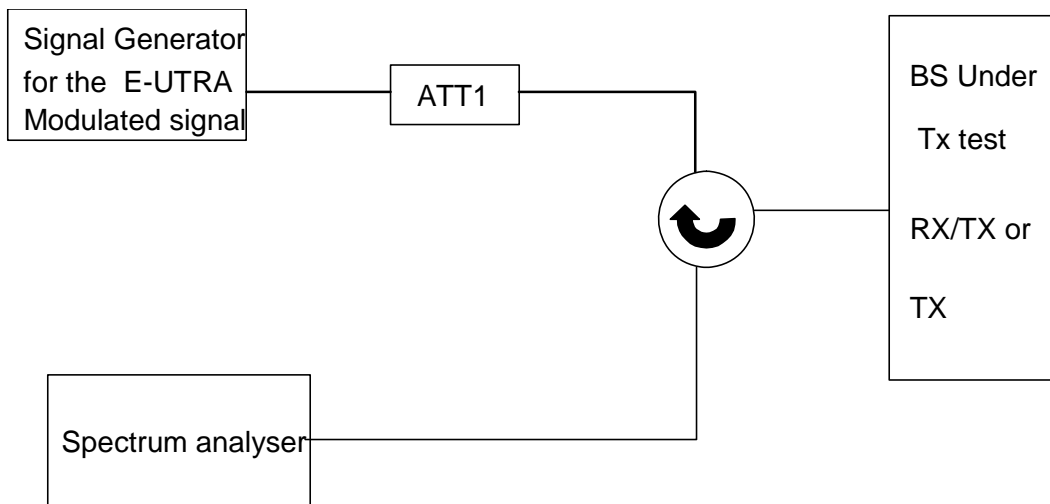 Signal Generator
for the E-UTRA
Modulated signal
ATT1
BS Under
Tx test
RX/TX or
TX
Spectrum analyser